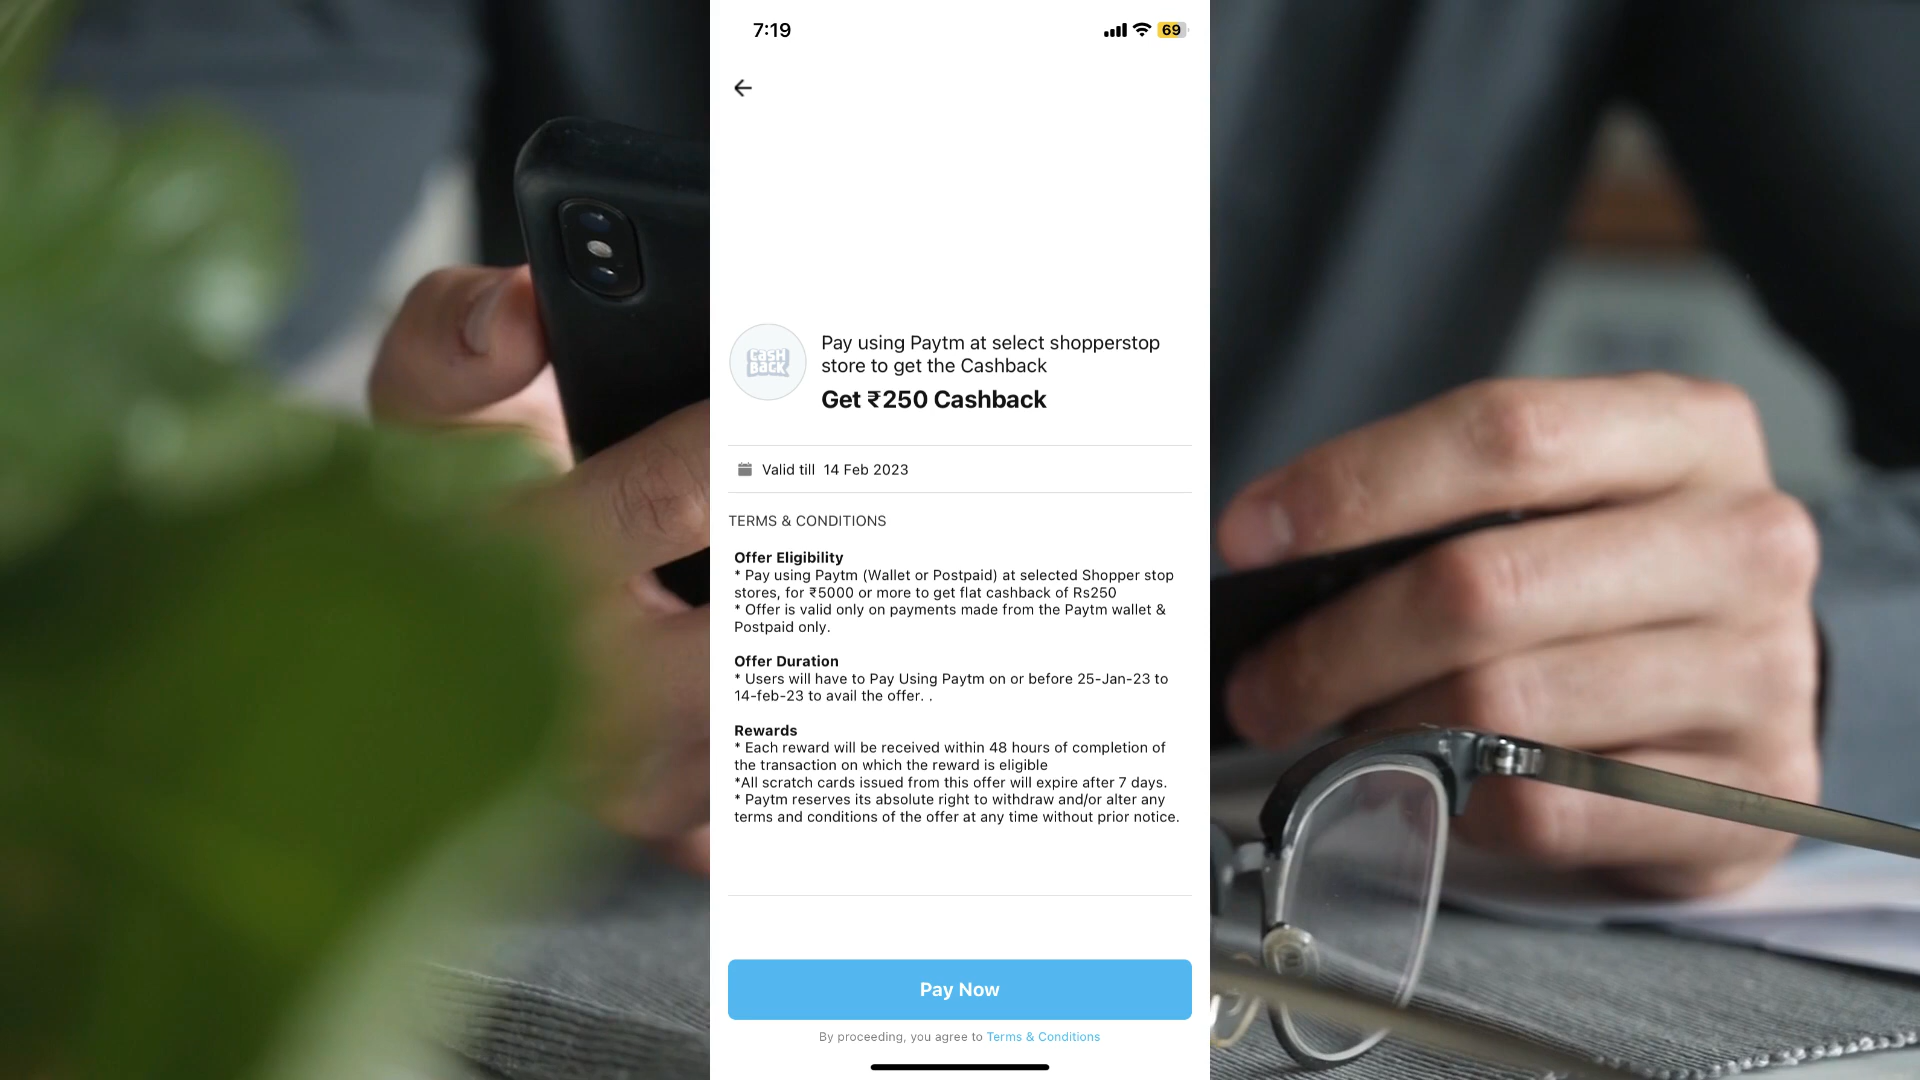 7:19
69
CASH
BACK
Pay using Paytm at select shopperstop
store to get the Cashback
Get ₹250 Cashback
Valid till 14 Feb 2023
TERMS & CONDITIONS
Offer Eligibility
* Pay using Paytm (Wallet or Postpaid) at selected Shopper stop
stores, for ₹5000 or more to get flat cashback of Rs250
* Offer is valid only on payments made from the Paytm wallet &
Postpaid only.
Offer Duration
* Users will have to Pay Using Paytm on or before 25-Jan-23 to
14-feb-23 to avail the offer. .
Rewards
* Each reward will be received within 48 hours of completion of
the transaction on which the reward is eligible
*All scratch cards issued from this offer will expire after 7 days.
* Paytm reserves its absolute right to withdraw and/or alter any
terms and conditions of the offer at any time without prior notice.
Pay Now
By proceeding, you agree to Terms & Conditions